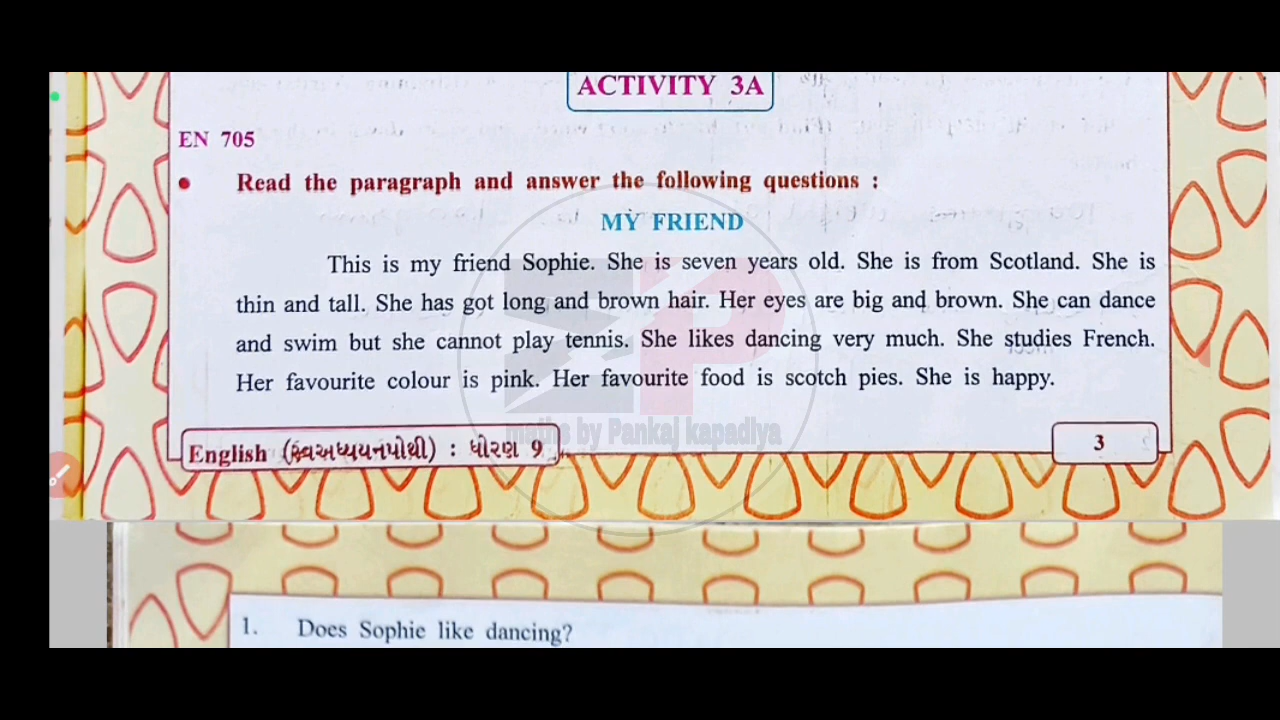 ACTIVITY 3A
EN 705
• Read the paragraph and answer the following questions :
MY FRIEND
This is my friend Sophie. She is seven years old. She is from Scotland. She is
thin and tall. She has got long and brown hair. Her eyes are big and brown. She can dance
and swim but she cannot play tennis. She likes dancing very much. She studies French.
Her favourite colour is pink. Her favourite food is scotch pies. She is happy.
maths by Pankaj kapadiya
English (સ્વઅધ્યયનપોથી) : ધોરણ 9
3
1. Does Sophie like dancing?